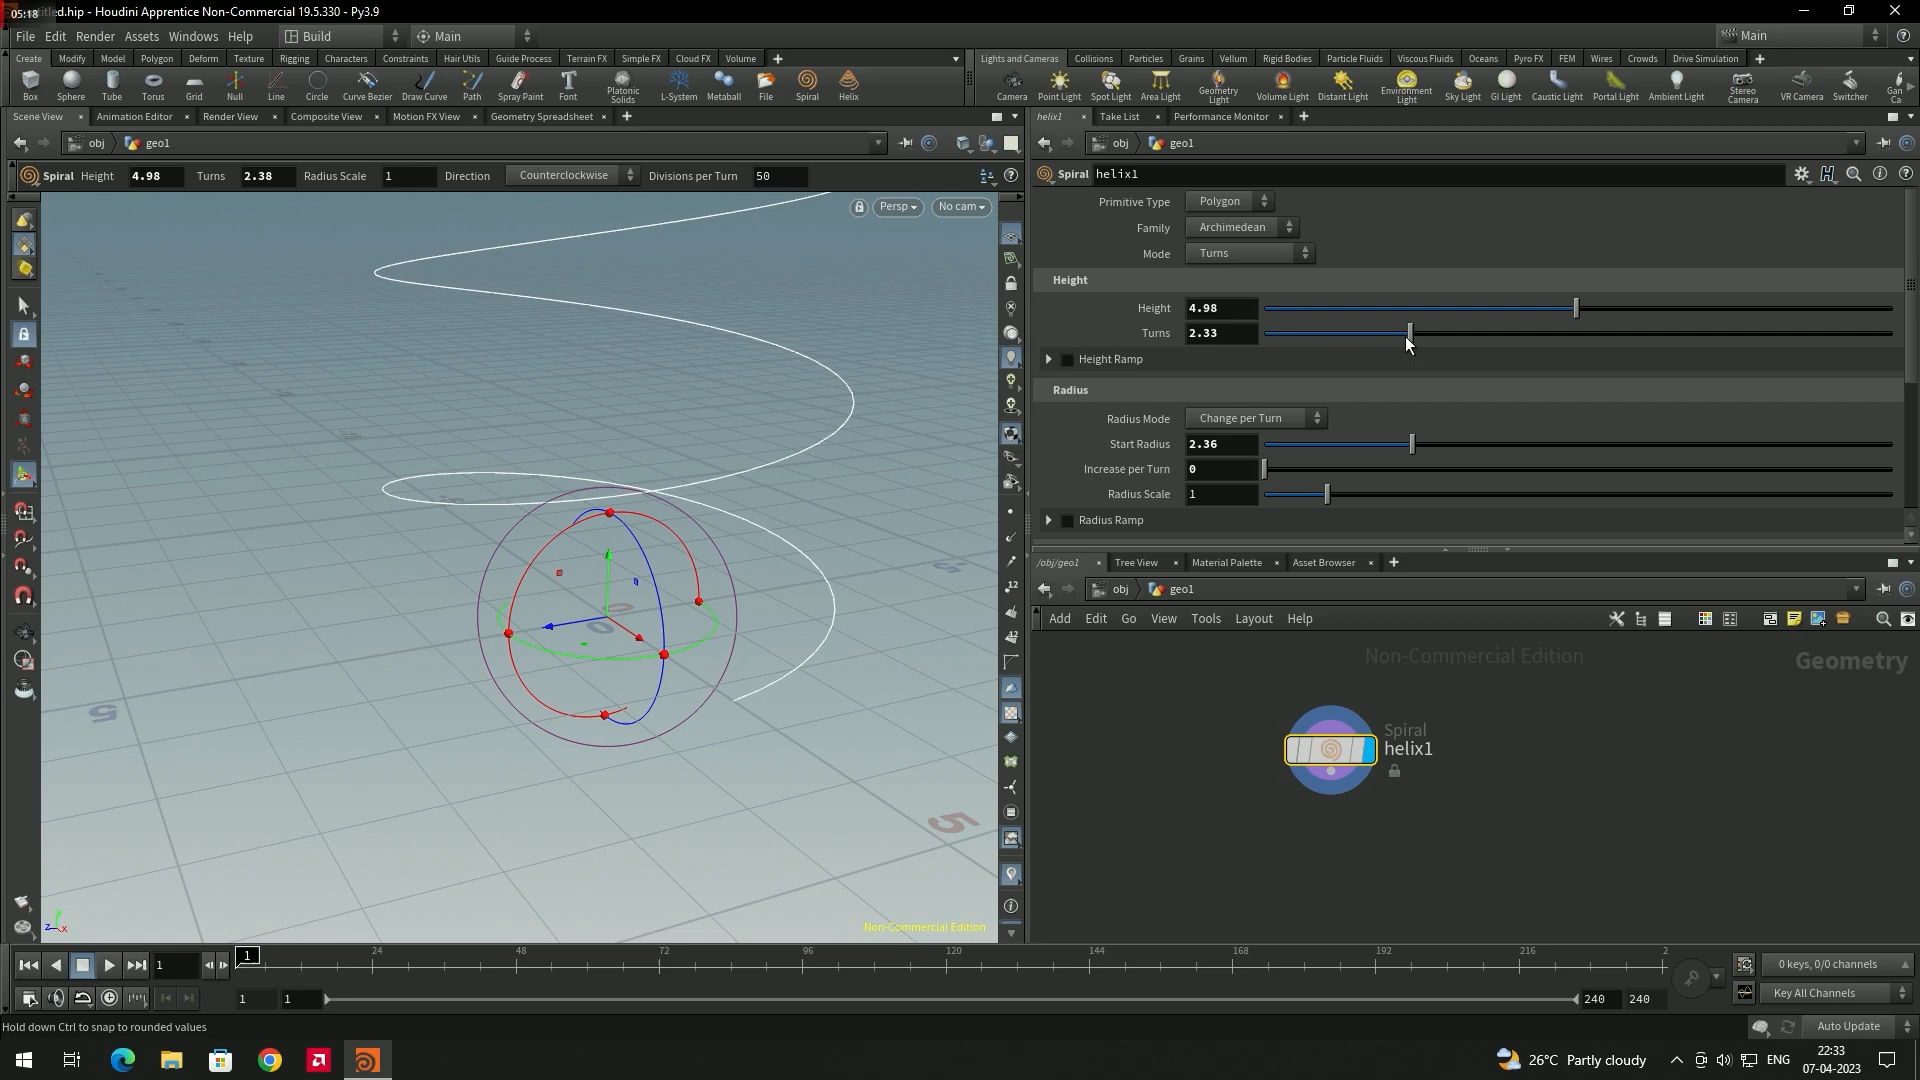 05:18
led.hip - Houdini Apprentice Non-Commercial 19.5.330 - Py3.9
File Edit Render Assets Windows Help Build Main Main
Create Modify Model Polygon Deform Texture Rigging Characters Constraints Hair Utils Guide Process Terrain FX Simple FX Cloud FX Volume
Lights and Cameras Collisions Particles Grains Vellum Rigid Bodies Particle Fluids Viscous Fluids Oceans Pyro FX FEM Wires Crowds Drive Simulation
Box Sphere Tube Torus Grid Null Line Circle Curve Bezier Draw Curve Path Spray Paint Font Platonic Solids L-System Metaball File Spiral Helix
Camera Point Light Spot Light Area Light Geometry Light Volume Light Distant Light Environment Light Sky Light GI Light Caustic Light Portal Light Ambient Light Stereo Camera VR Camera Switcher Gan Ca
Scene View Animation Editor Render View Composite View Motion FX View Geometry Spreadsheet
helix1 Take List Performance Monitor
obj geo1
obj geo1
Spiral Height 4.98 Turns 2.38 Radius Scale 1 Direction Counterclockwise Divisions per Turn 50
Spiral helix1
Persp No cam
Primitive Type Polygon
Family Archimedean
Mode Turns
Height
Height 4.98
Turns 2.33
Height Ramp
Radius
Radius Mode Change per Turn
Start Radius 2.36
Increase per Turn 0
Radius Scale 1
Radius Ramp
/obj/geo1 Tree View Material Palette Asset Browser
obj geo1
Add Edit Go View Tools Layout Help
Non-Commercial Edition
Geometry
Spiral
helix1
5
5
Non-Commercial Edition
z x y
12
12
1 1 24 48 72 96 120 144 168 192 216 2
0 keys, 0/0 channels
1 1 240 240
Key All Channels
Hold down Ctrl to snap to rounded values
Auto Update
26°C Partly cloudy
ENG
22:33
07-04-2023